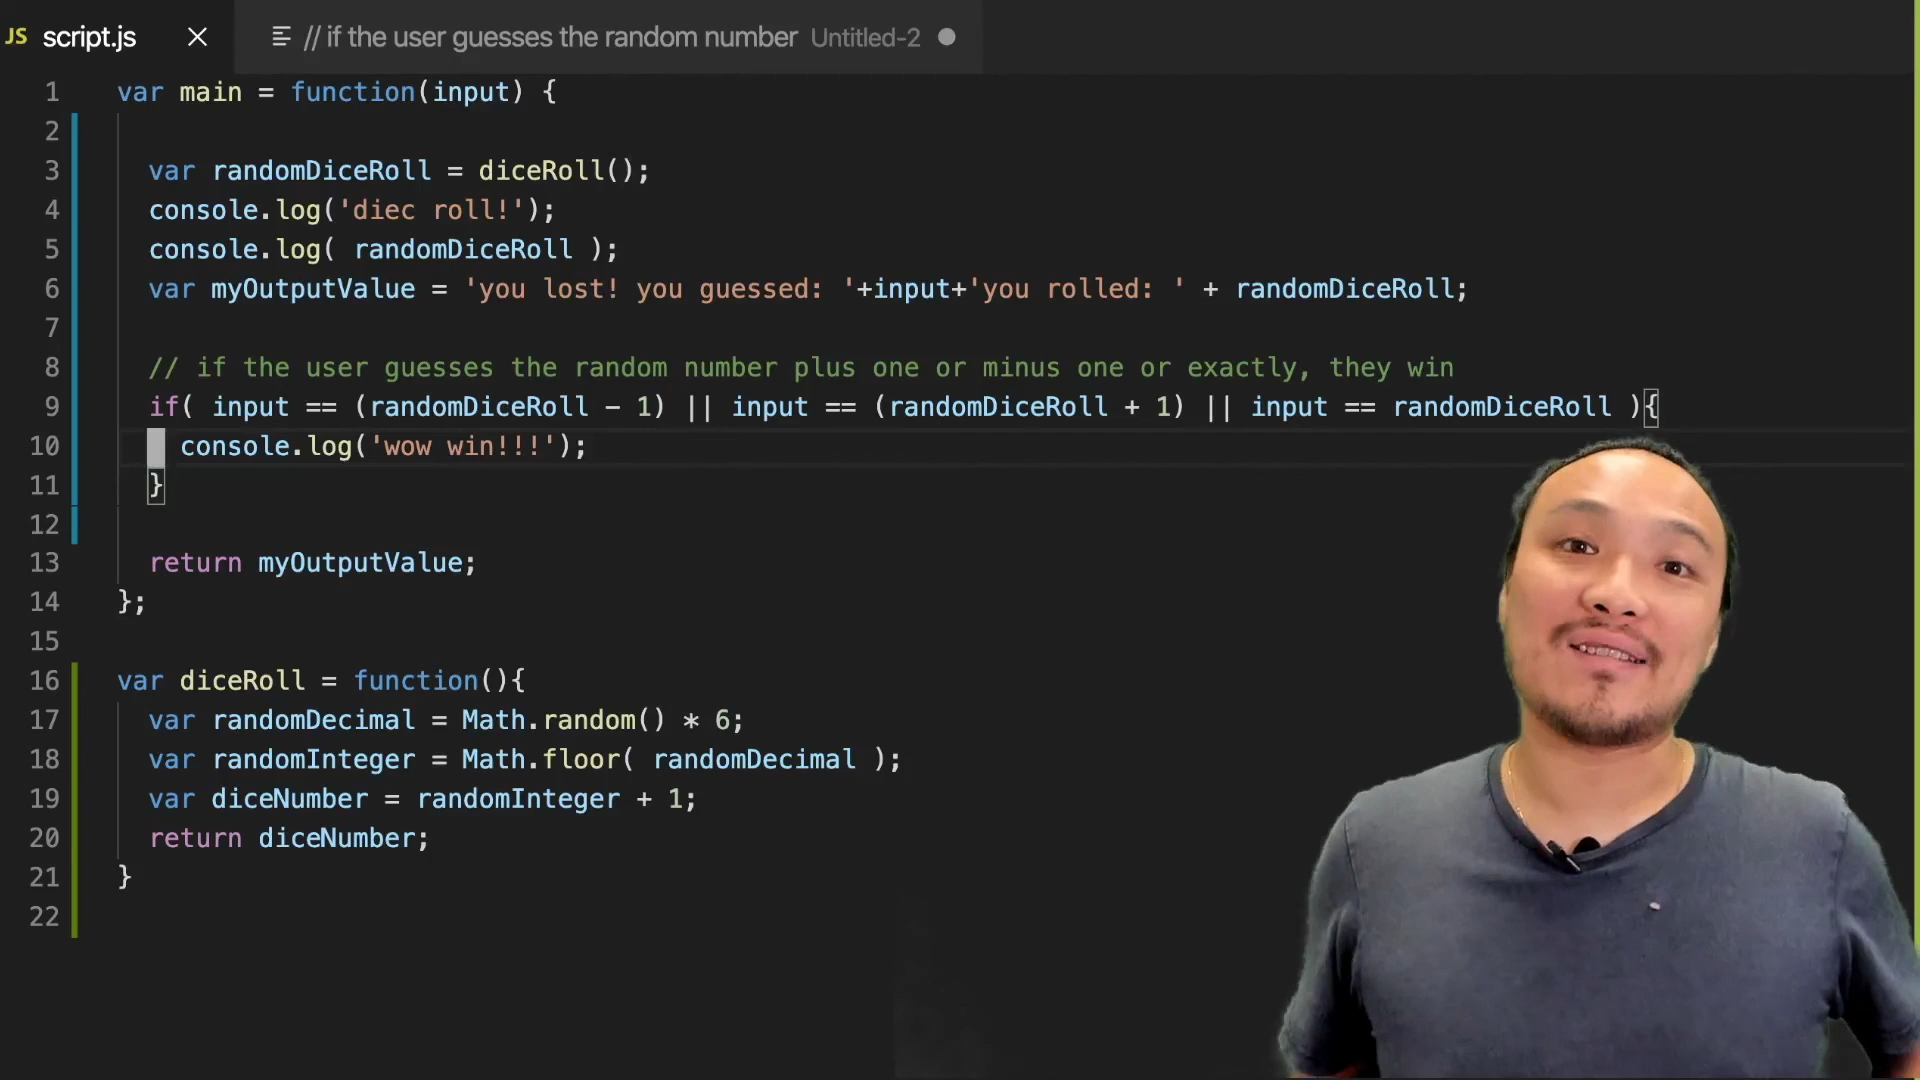 JS script.js × // if the user guesses the random number Untitled-2
1 var main = function(input) {
2
3 var randomDiceRoll = diceRoll();
4 console.log('diec roll!');
5 console.log( randomDiceRoll );
6 var myOutputValue = 'you lost! you guessed: '+input+'you rolled: ' + randomDiceRoll;
7
8 // if the user guesses the random number plus one or minus one or exactly, they win
9 if( input == (randomDiceRoll - 1) || input == (randomDiceRoll + 1) || input == randomDiceRoll ){
10 console.log('wow win!!!');
11 }
12
13 return myOutputValue;
14 };
15
16 var diceRoll = function(){
17 var randomDecimal = Math.random() * 6;
18 var randomInteger = Math.floor( randomDecimal );
19 var diceNumber = randomInteger + 1;
20 return diceNumber;
21 }
22